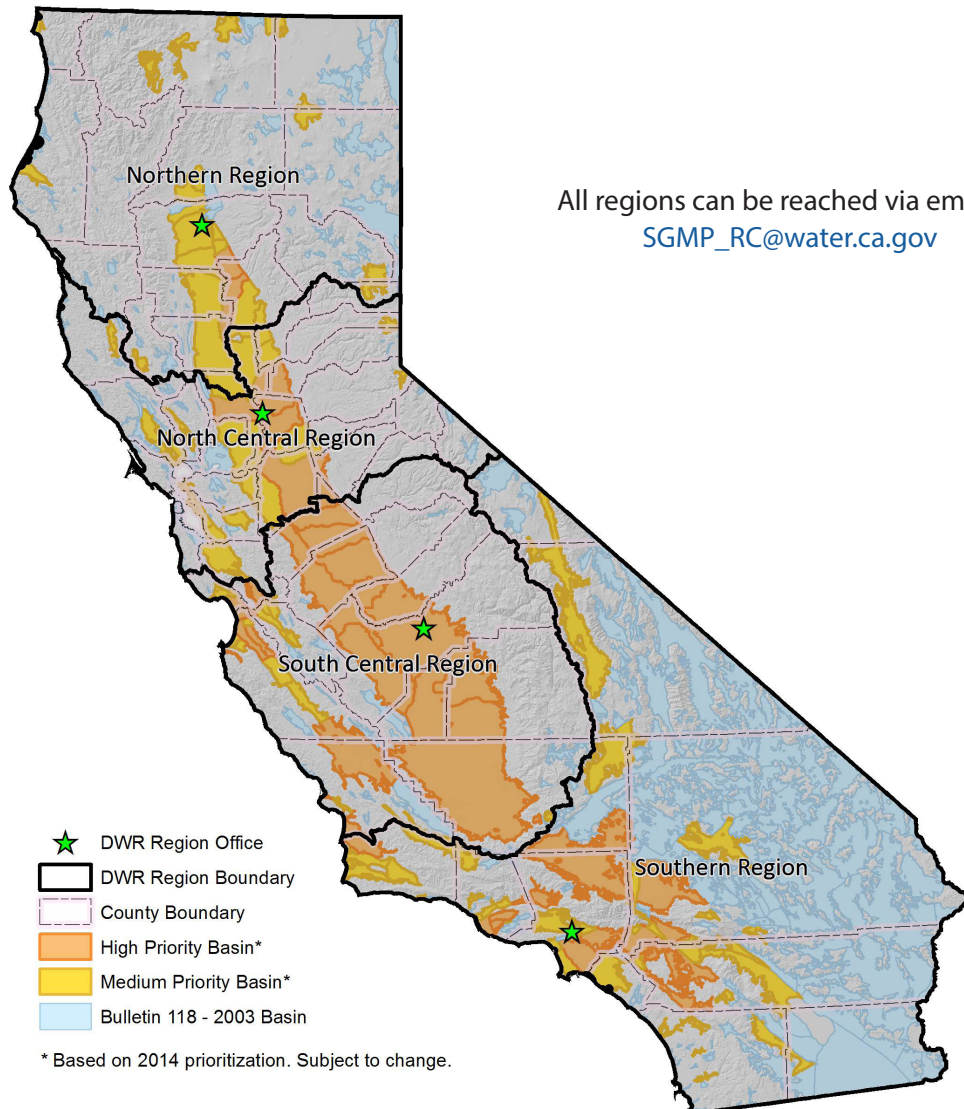 Northern Region
All regions can be reached via em
SGMP_RC@water.ca.gov
North Central Region
South Central Region
Southern Region
DWR Region Office
DWR Region Boundary
County Boundary
High Priority Basin*
Medium Priority Basin*
Bulletin 118 - 2003 Basin
* Based on 2014 prioritization. Subject to change.